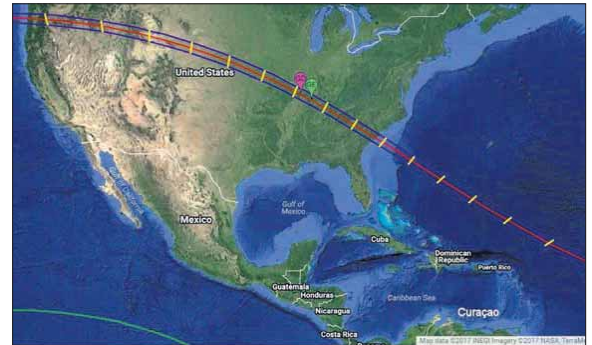 United States
Gulf of
Mexico
Mexico
Cuba
Dominican
Republic
Puerto Rico
Guatemala
Honduras
Caribbean Sea
Nicaragua
Curaçao
Costa Rica
Map data ©2017 INEGI Imagery ©2017 NASA, TerraM